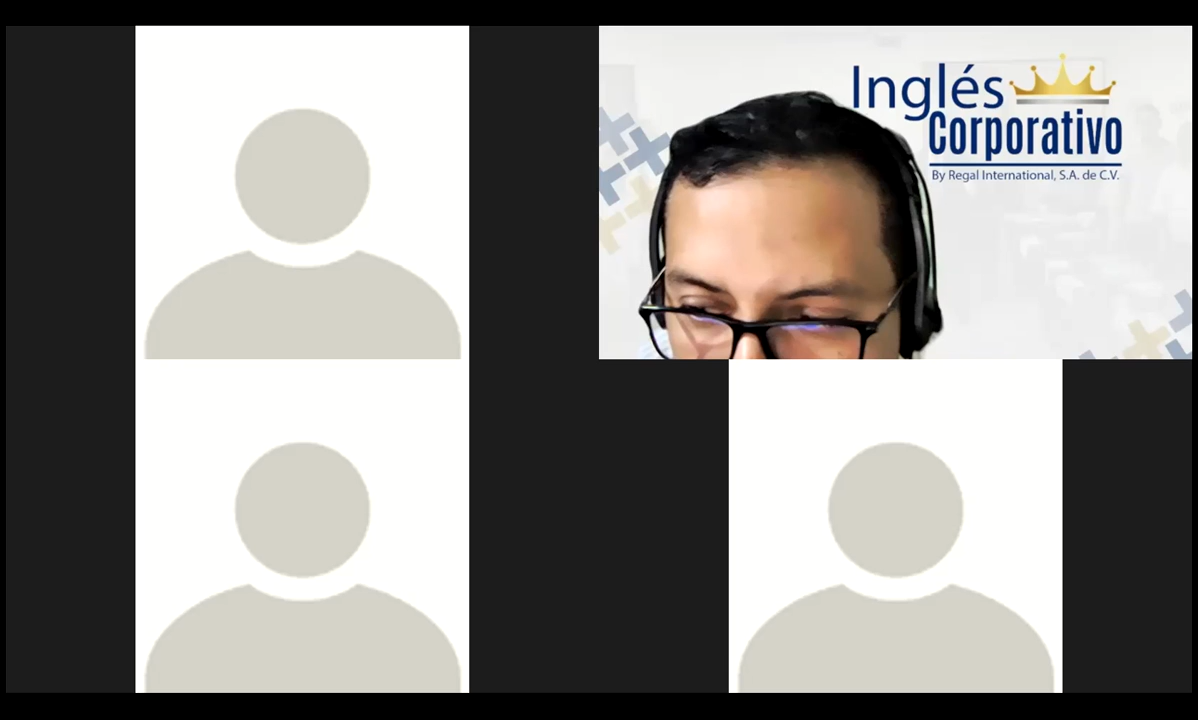 Inglés
Corporativo
By Regal International, S.A. de C.V.